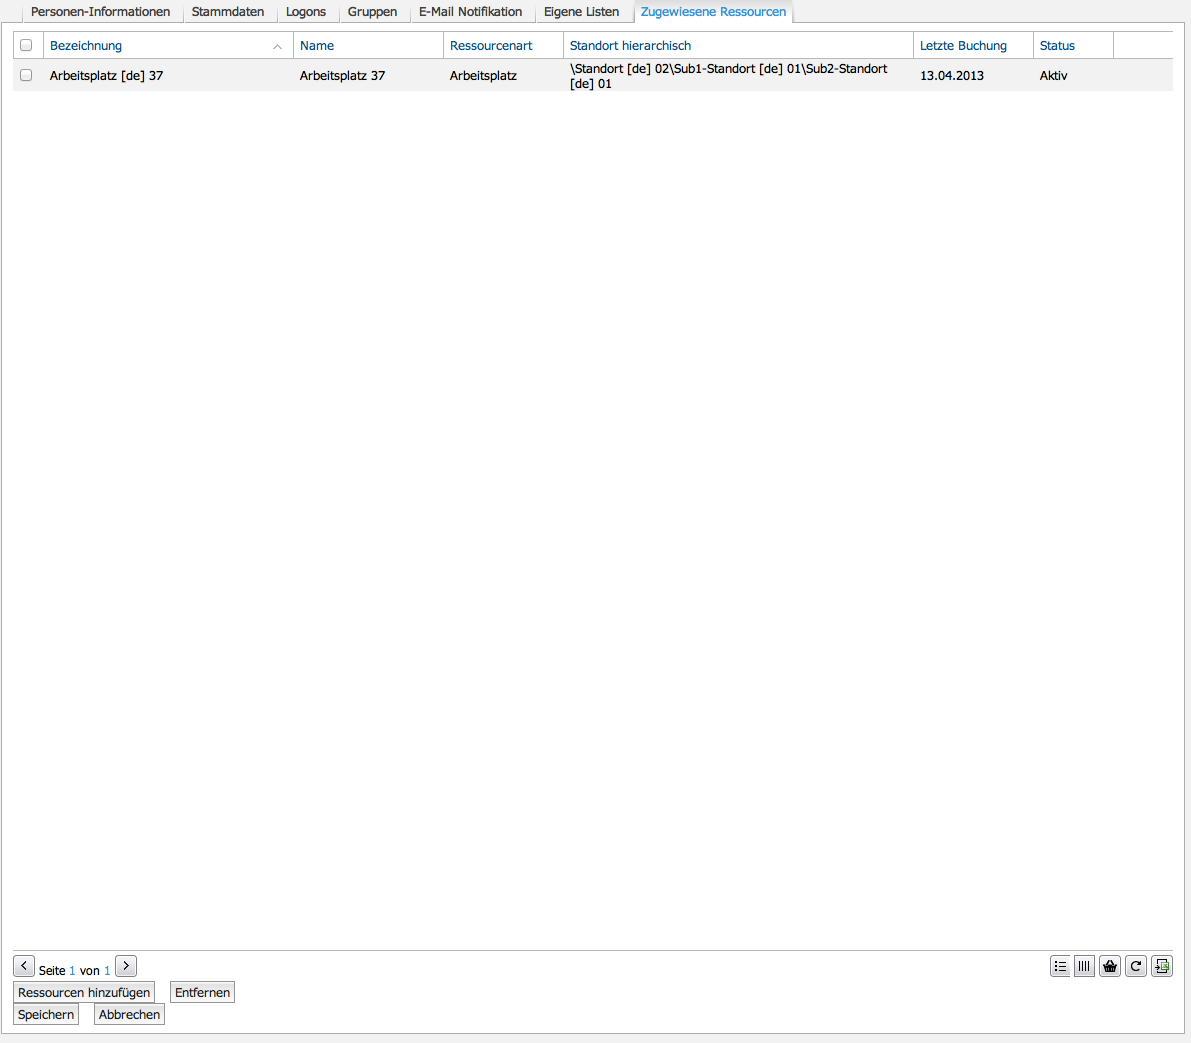 Personen-Informationen Stammdaten Logons Gruppen E-Mail Notifikation Eigene Listen Zugewiesene Ressourcen
Bezeichnung Name Ressourcenart Standort hierarchisch Letzte Buchung Status
Arbeitsplatz [de] 37 Arbeitsplatz 37 Arbeitsplatz \Standort [de] 02\Sub1-Standort [de] 01\Sub2-Standort 13.04.2013 Aktiv
[de] 01
Seite 1 von 1
Ressourcen hinzufügen Entfernen
Speichern Abbrechen